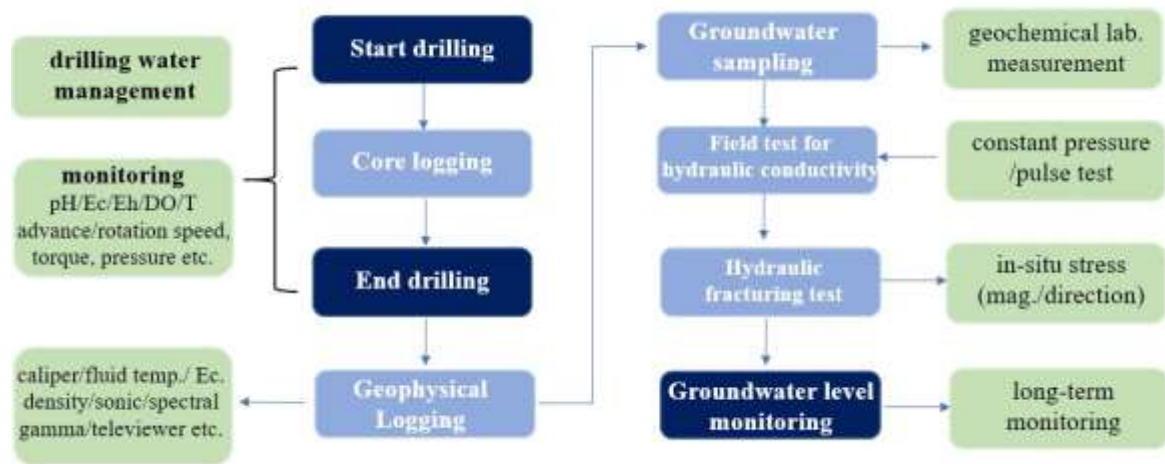 drilling water
management
monitoring
pH/Ec/Eh/DO/T
advance/rotation speed,
torque, pressure etc.
caliper/fluid temp./ Ec.
density/sonic/spectral
gamma/televiewer etc.
Start drilling
Core logging
End drilling
Geophysical
Logging
Groundwater
sampling
Field test for
hydraulic conductivity
Hydraulic
fracturing test
Groundwater level
monitoring
geochemical lab.
measurement
constant pressure
/pulse test
in-situ stress
(mag./direction)
long-term
monitoring